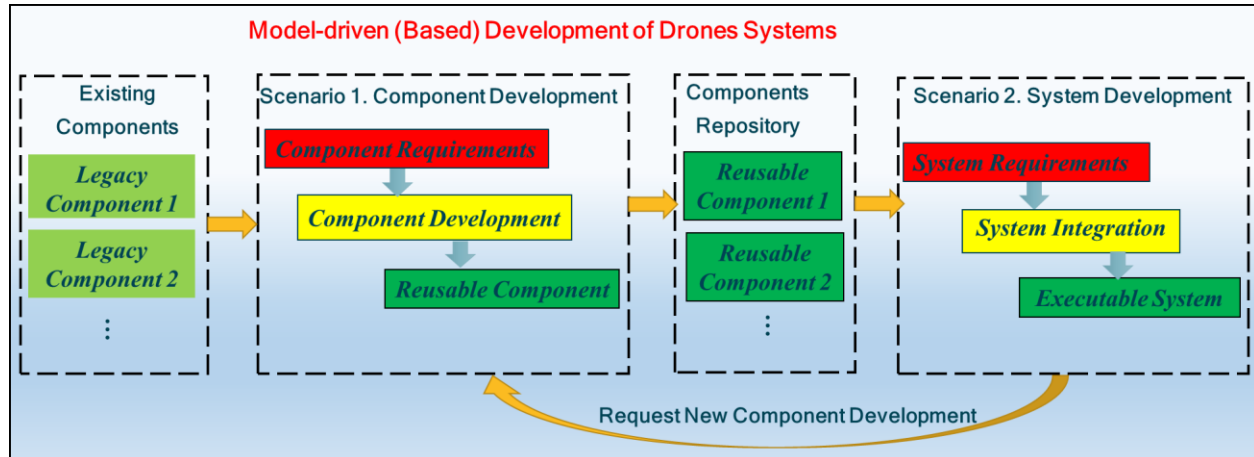 Model-driven (Based) Development of Drones Systems
Existing
Components
Legacy
Component 1
Legacy
Component 2
⋮
Scenario 1. Component Development
Component Requirements
Component Development
Reusable Component
Components
Repository
Reusable
Component 1
Reusable
Component 2
⋮
Scenario 2. System Development
System Requirements
System Integration
Executable System
Request New Component Development